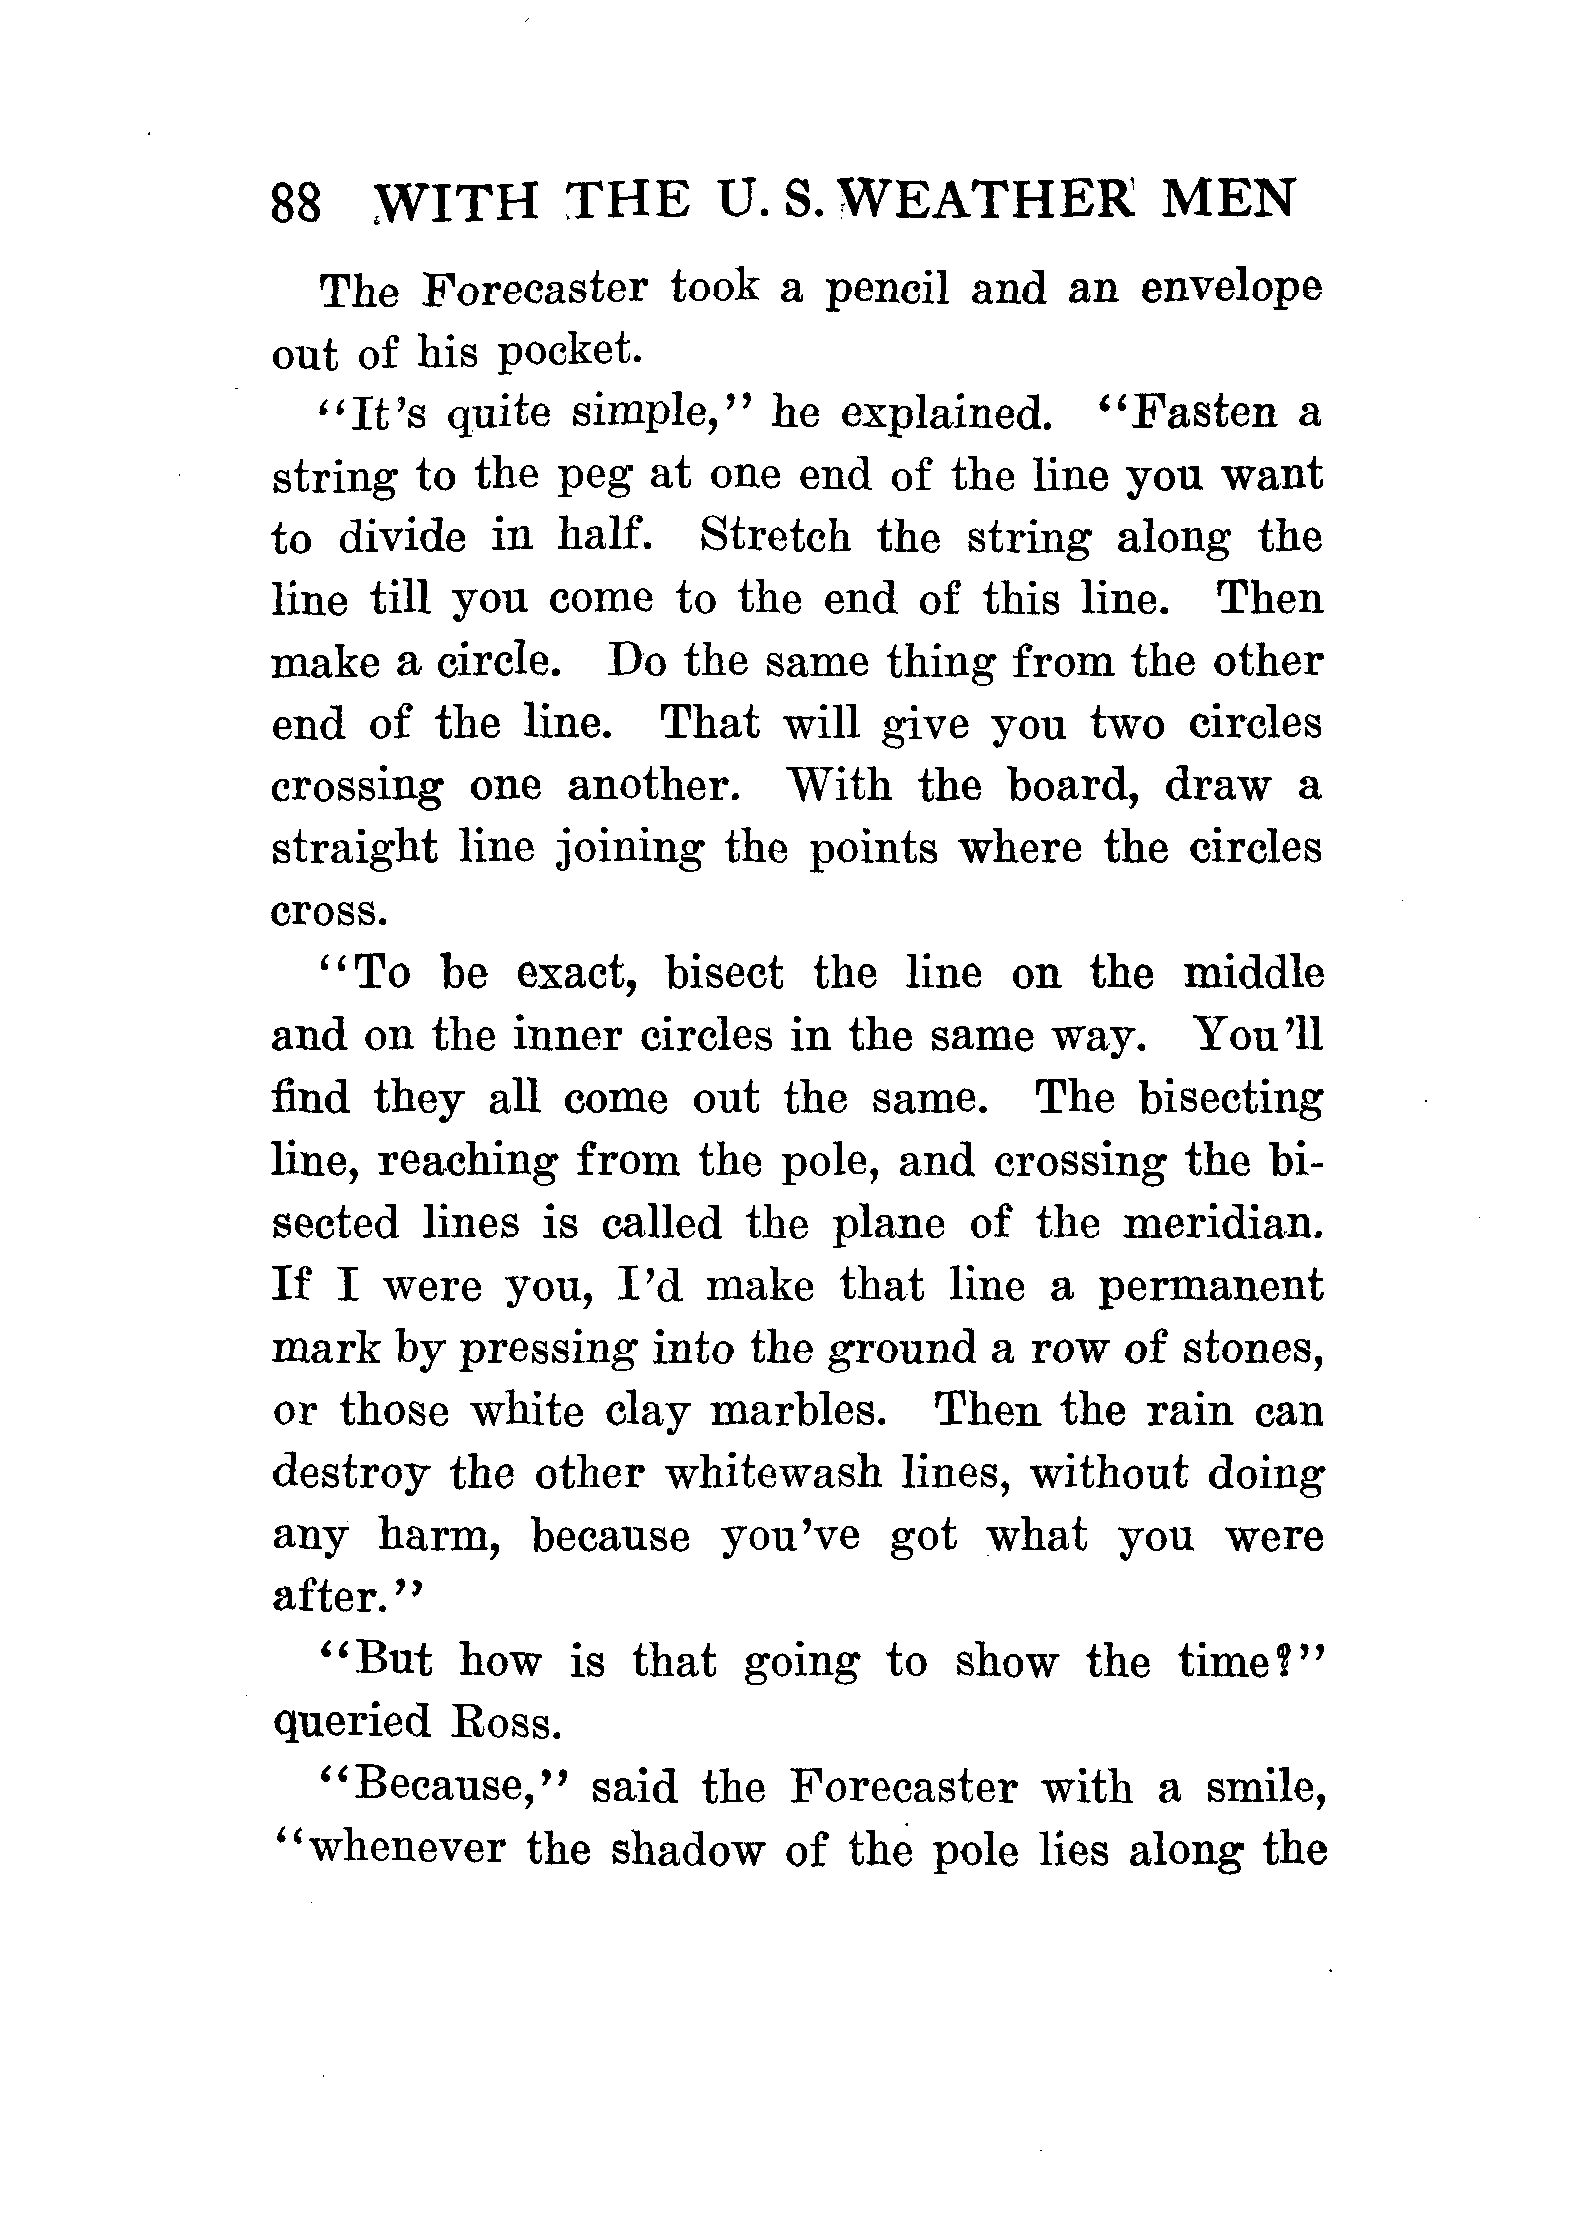 88 WITH THE U. S. WEATHER MEN
The Forecaster took a pencil and an envelope
out of his pocket.
"It's quite simple," he explained. "Fasten a
string to the peg at one end of the line you want
to divide in half. Stretch the string along the
line till you come to the end of this line. Then
make a circle. Do the same thing from the other
end of the line. That will give you two circles
crossing one another. With the board, draw a
straight line joining the points where the circles
cross.
"To be exact, bisect the line on the middle
and on the inner circles in the same way. You'll
find they all come out the same. The bisecting
line, reaching from the pole, and crossing the bi-
sected lines is called the plane of the meridian.
If I were you, I'd make that line a permanent
mark by pressing into the ground a row of stones,
or those white clay marbles. Then the rain can
destroy the other whitewash lines, without doing
any harm, because you've got what you were
after."
"But how is that going to show the time?"
queried Ross.
"Because," said the Forecaster with a smile,
"whenever the shadow of the pole lies along the